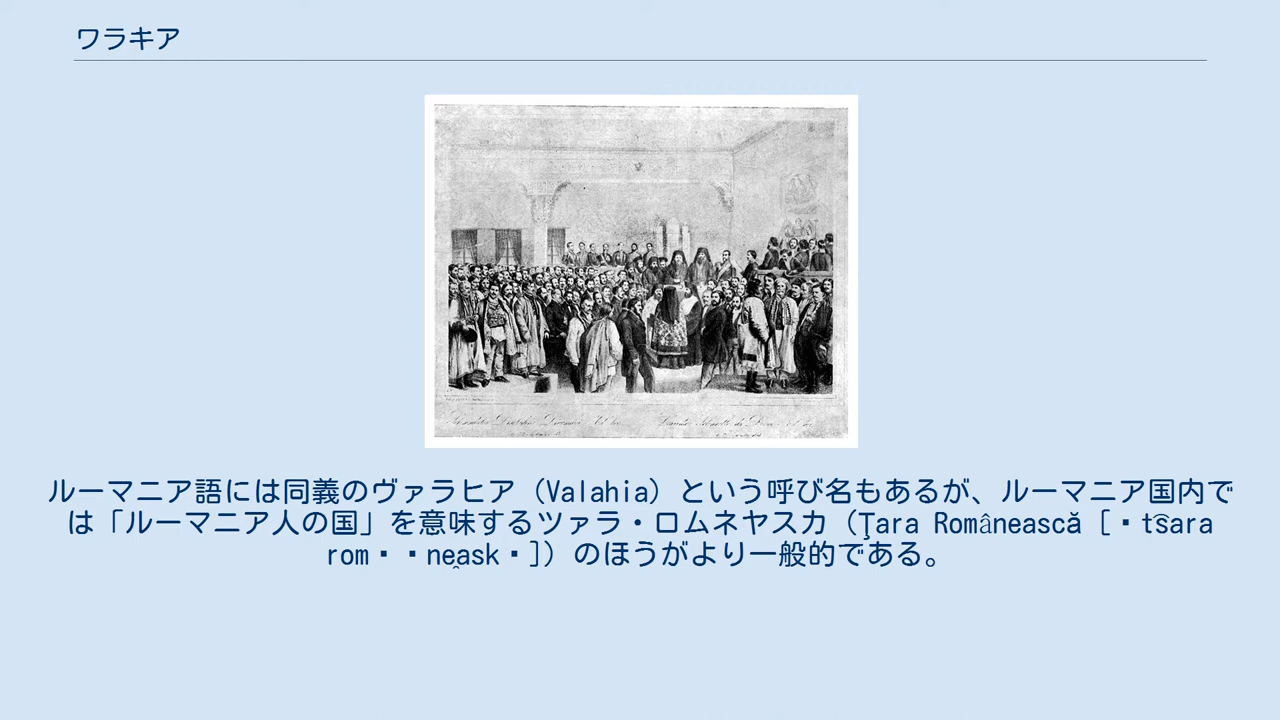 ワラキア
ルーマニア語には同義のヴァラヒア（Valahia）という呼び名もあるが、ルーマニア国内で
は「ルーマニア人の国」を意味するツァラ・ロムネヤスカ（Ţara Românească [▪t͡sara
rom▪▪ne̯ask▪]）のほうがより一般的である。